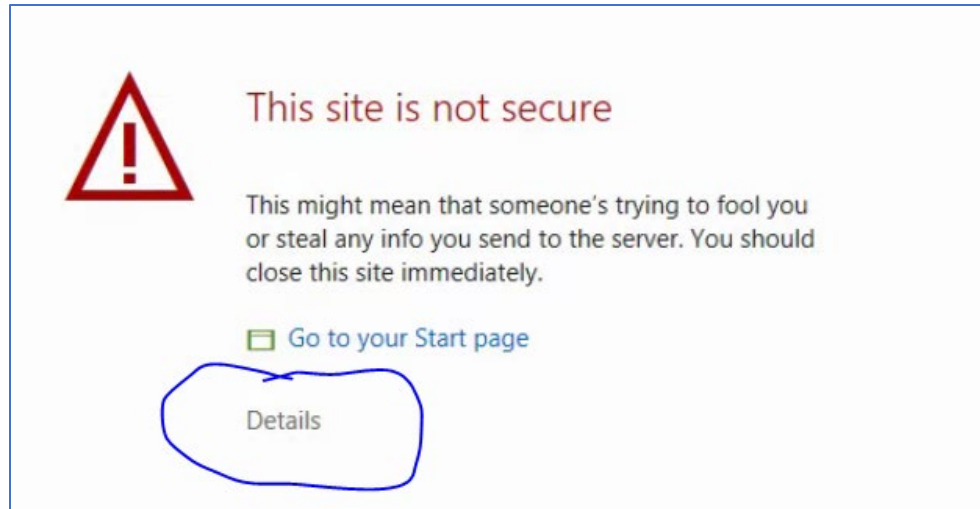 This site is not secure
This might mean that someone's trying to fool you
or steal any info you send to the server. You should
close this site immediately.
Go to your Start page
Details